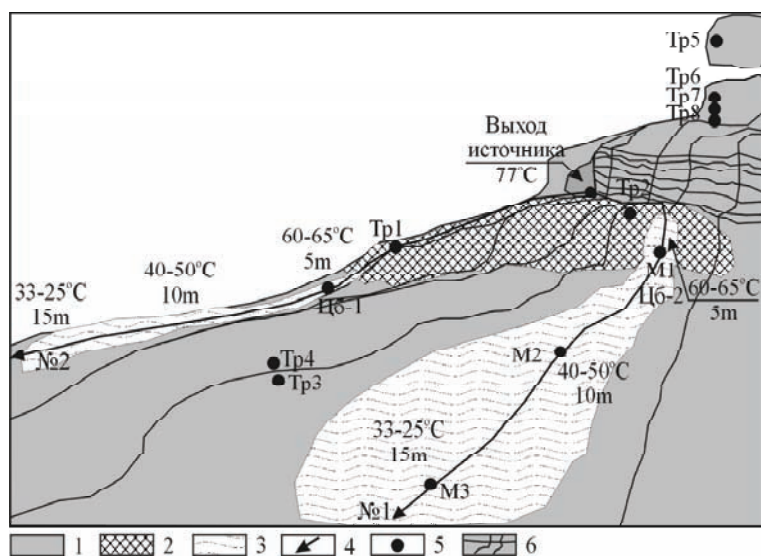 Тр5
Тр6
Тр7
Тр8
Выход
источника
77°С
Тр2
Тр1
60-65°С
5m
40-50°С
10m
33-25°С
15m
№2
Цб-1
М1
Цб-2
60-65°С
5m
Тр4
Тр3
М2
40-50°С
10m
33-25°С
15m
М3
№1
1 2 3 4 5 6